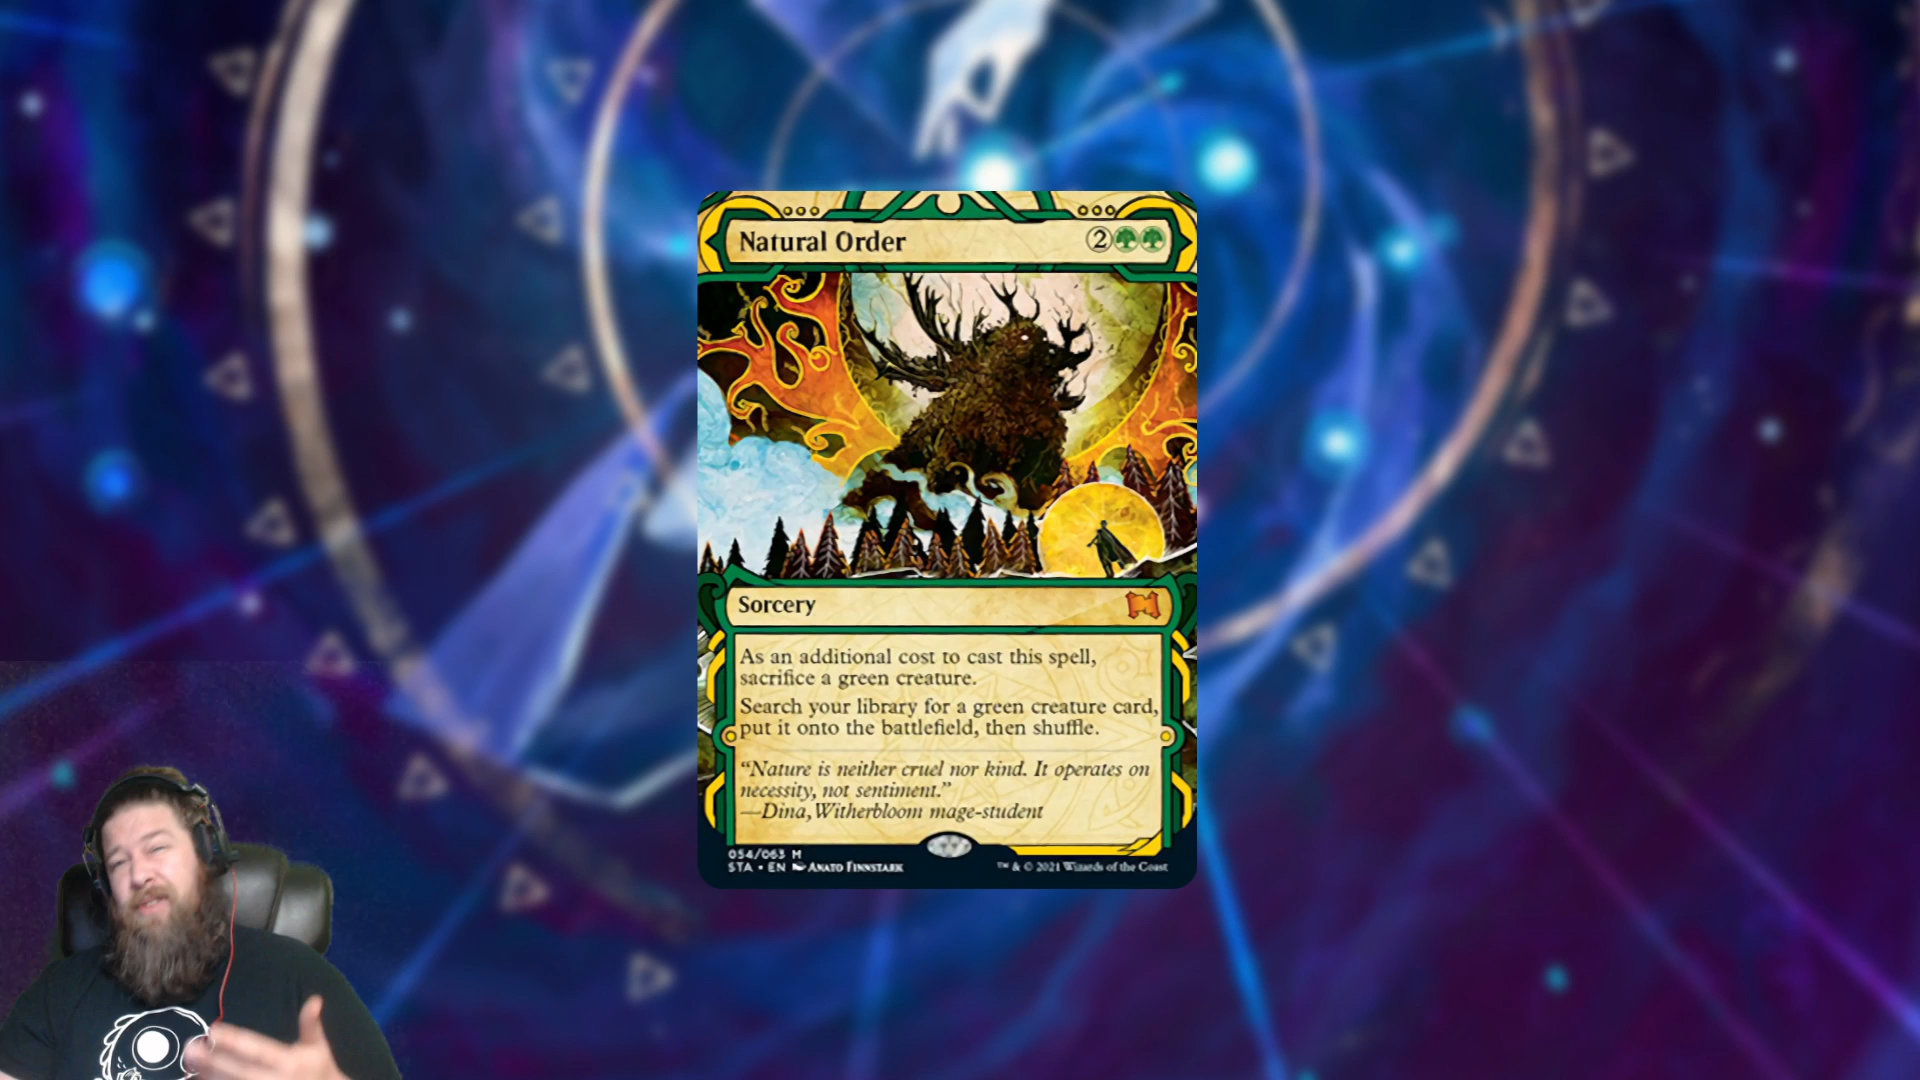 Natural Order 2
Sorcery
As an additional cost to cast this spell,
sacrifice a green creature.
Search your library for a green creature card,
put it onto the battlefield, then shuffle.
“Nature is neither cruel nor kind. It operates on
necessity, not sentiment.”
—Dina, Witherbloom mage-student
054/063 M
STA • EN ANATO FINNSTARK
™ & © 2021 Wizards of the Coast